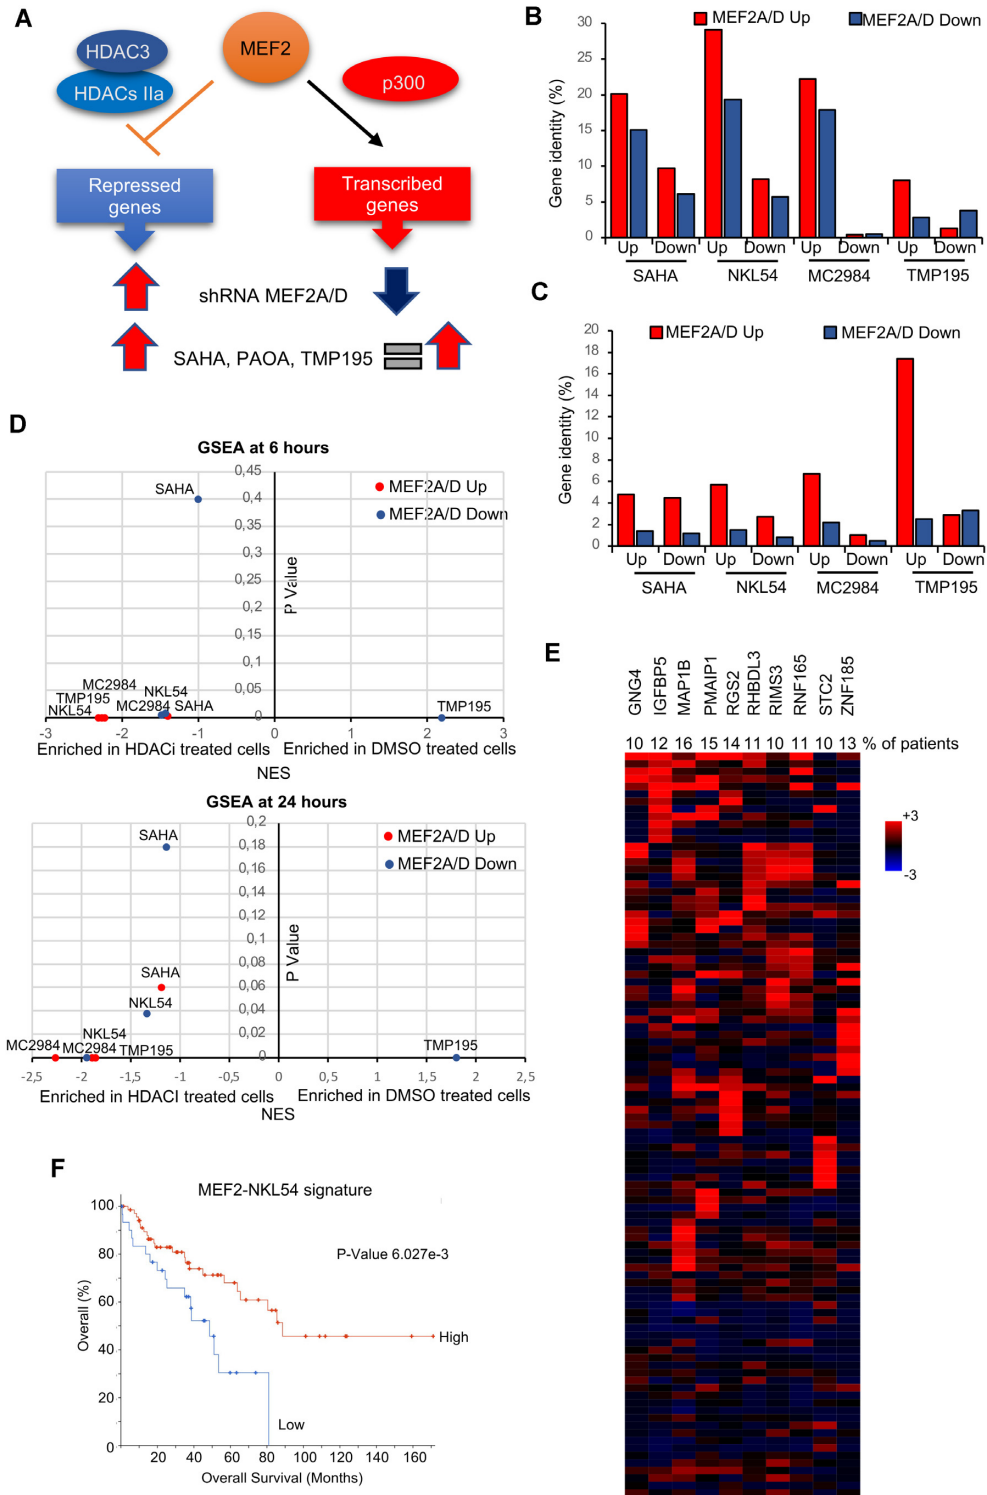 A
HDAC3
HDACs IIa
MEF2
p300
Repressed
genes
Transcribed
genes
shRNA MEF2A/D
SAHA, PAOA, TMP195
B
MEF2A/D Up
MEF2A/D Down
Gene identity (%)
30
25
20
15
10
5
0
Up Down Up Down Up Down Up Down
SAHA NKL54 MC2984 TMP195
C
MEF2A/D Up
MEF2A/D Down
Gene identity (%)
20
18
16
14
12
10
8
6
4
2
0
Up Down Up Down Up Down Up Down
SAHA NKL54 MC2984 TMP195
D
GSEA at 6 hours
0,45
0,4
0,35
0,3
0,25
0,2
0,15
0,1
0,05
0
P Value
MEF2A/D Up
MEF2A/D Down
SAHA
MC2984
TMP195
NKL54
NKL54
MC2984 SAHA
TMP195
-3 -2 -1 0 1 2 3
Enriched in HDACi treated cells
Enriched in DMSO treated cells
NES
GSEA at 24 hours
0,2
0,18
0,16
0,14
0,12
0,1
0,08
0,06
0,04
0,02
0
P Value
MEF2A/D Up
MEF2A/D Down
SAHA
SAHA
NKL54
NKL54
MC2984 MC2984 TMP195
TMP195
-2,5 -2 -1,5 -1 -0,5 0 0,5 1 1,5 2 2,5
Enriched in HDACI treated cells
Enriched in DMSO treated cells
NES
E
GNG4
IGFBP5
MAP1B
PMAIP1
RGS2
RHBDL3
RIMS3
RNF165
STC2
ZNF185
10 12 16 15 14 11 10 11 10 13 % of patients
+3
-3
F
MEF2-NKL54 signature
P-Value 6.027e-3
Overall (%)
100
80
60
40
20
0
High
Low
20 40 60 80 100 120 140 160
Overall Survival (Months)